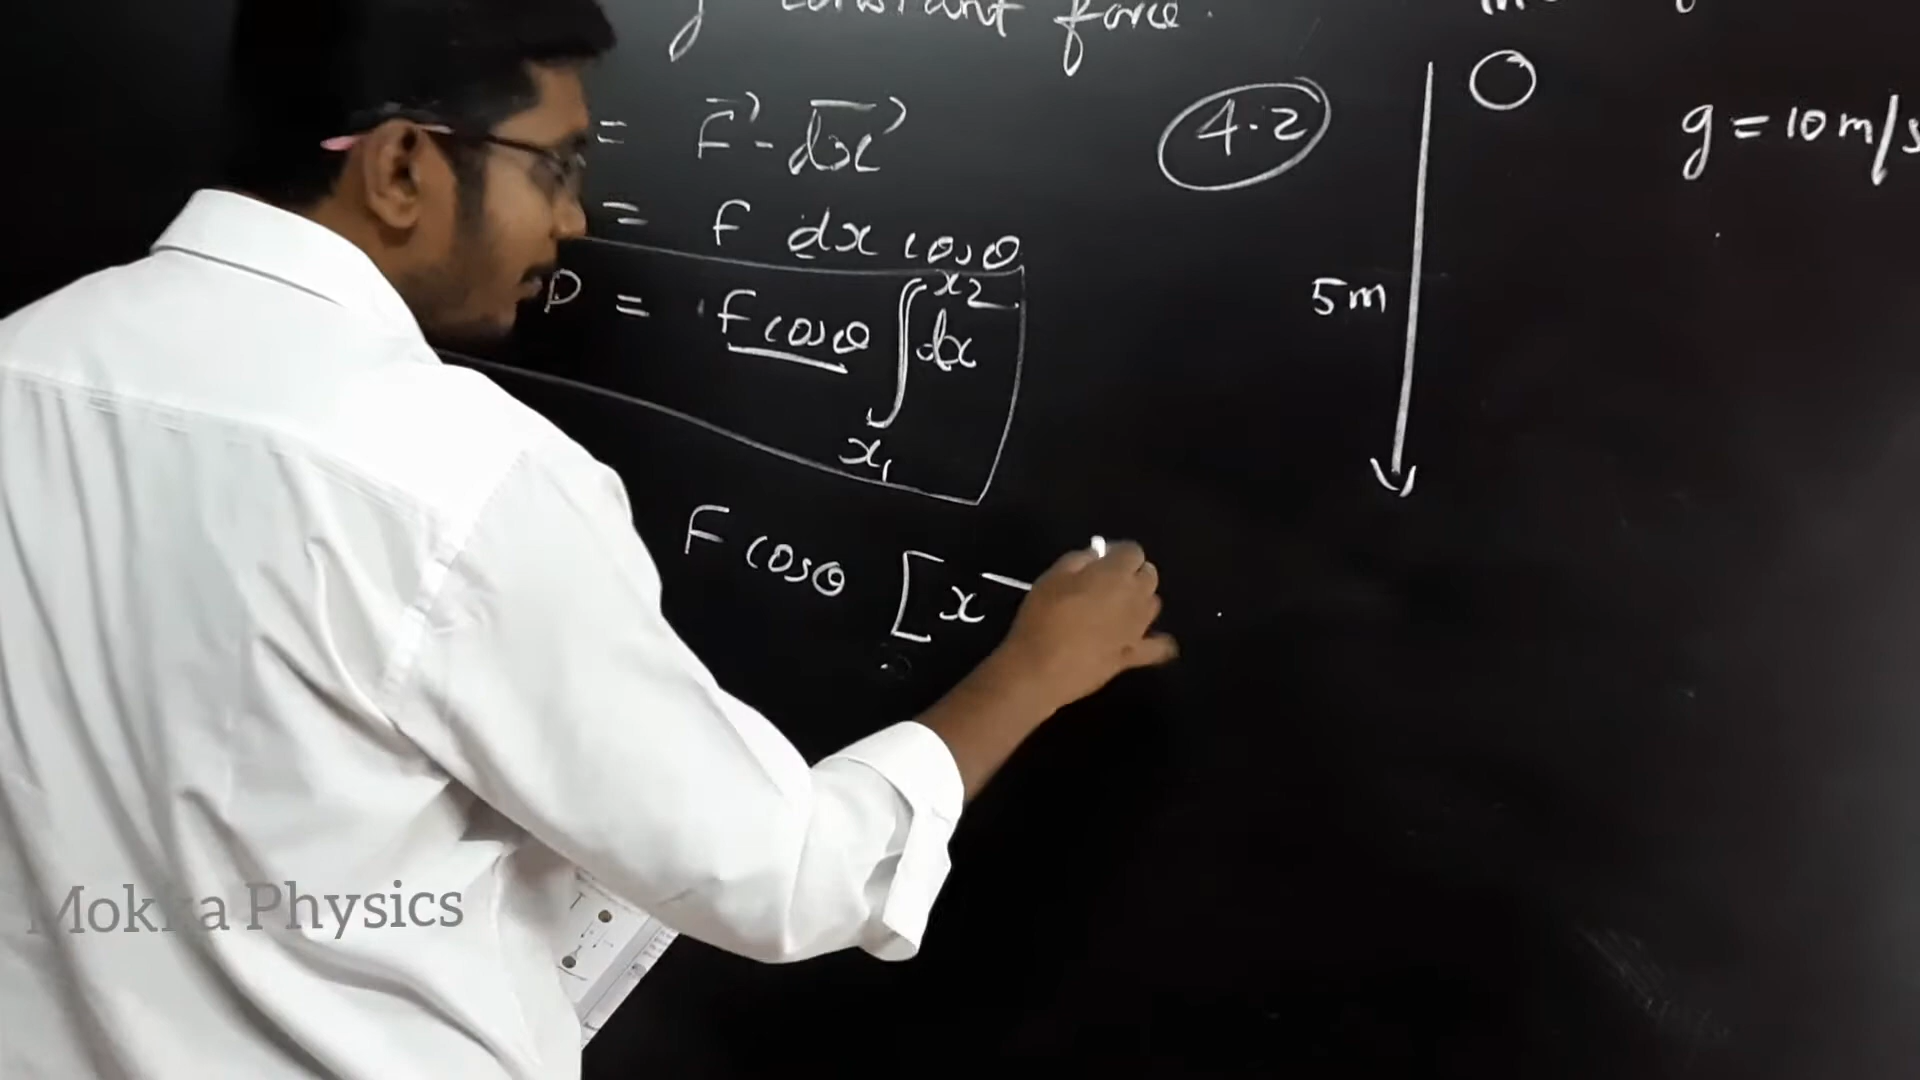 constant force.
= F⃗ - dx⃗
= F dx cosθ
= F cosθ ∫ dx
x2
x1
F cosθ [x
4.2
5m
g = 10 m/s
Mokka Physics